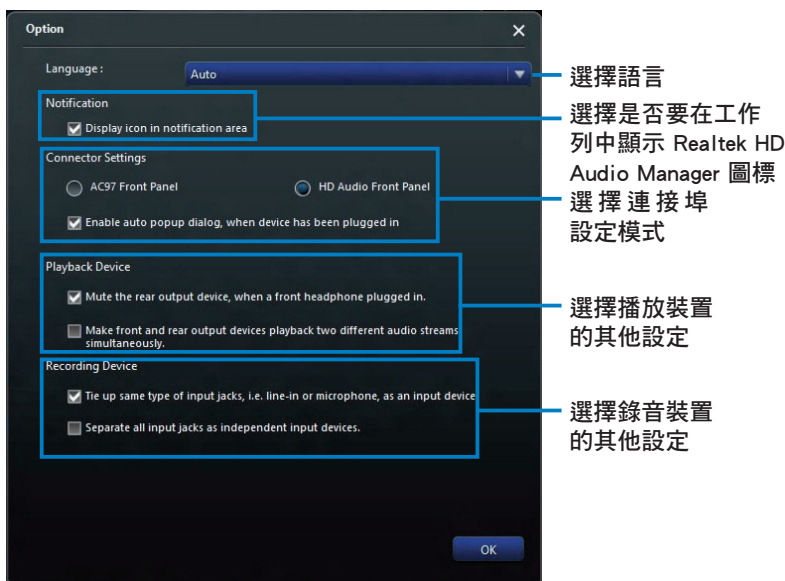 Option
Language :
Auto
Notification
Display icon in notification area
Connector Settings
AC97 Front Panel
HD Audio Front Panel
Enable auto popup dialog, when device has been plugged in
Playback Device
Mute the rear output device, when a front headphone plugged in.
Make front and rear output devices playback two different audio streams
simultaneously.
Recording Device
Tie up same type of input jacks, i.e. line-in or microphone, as an input device
Separate all input jacks as independent input devices.
OK
選擇語言
選擇是否要在工作
列中顯示 Realtek HD
Audio Manager 圖標
選擇連接埠
設定模式
選擇播放裝置
的其他設定
選擇錄音裝置
的其他設定